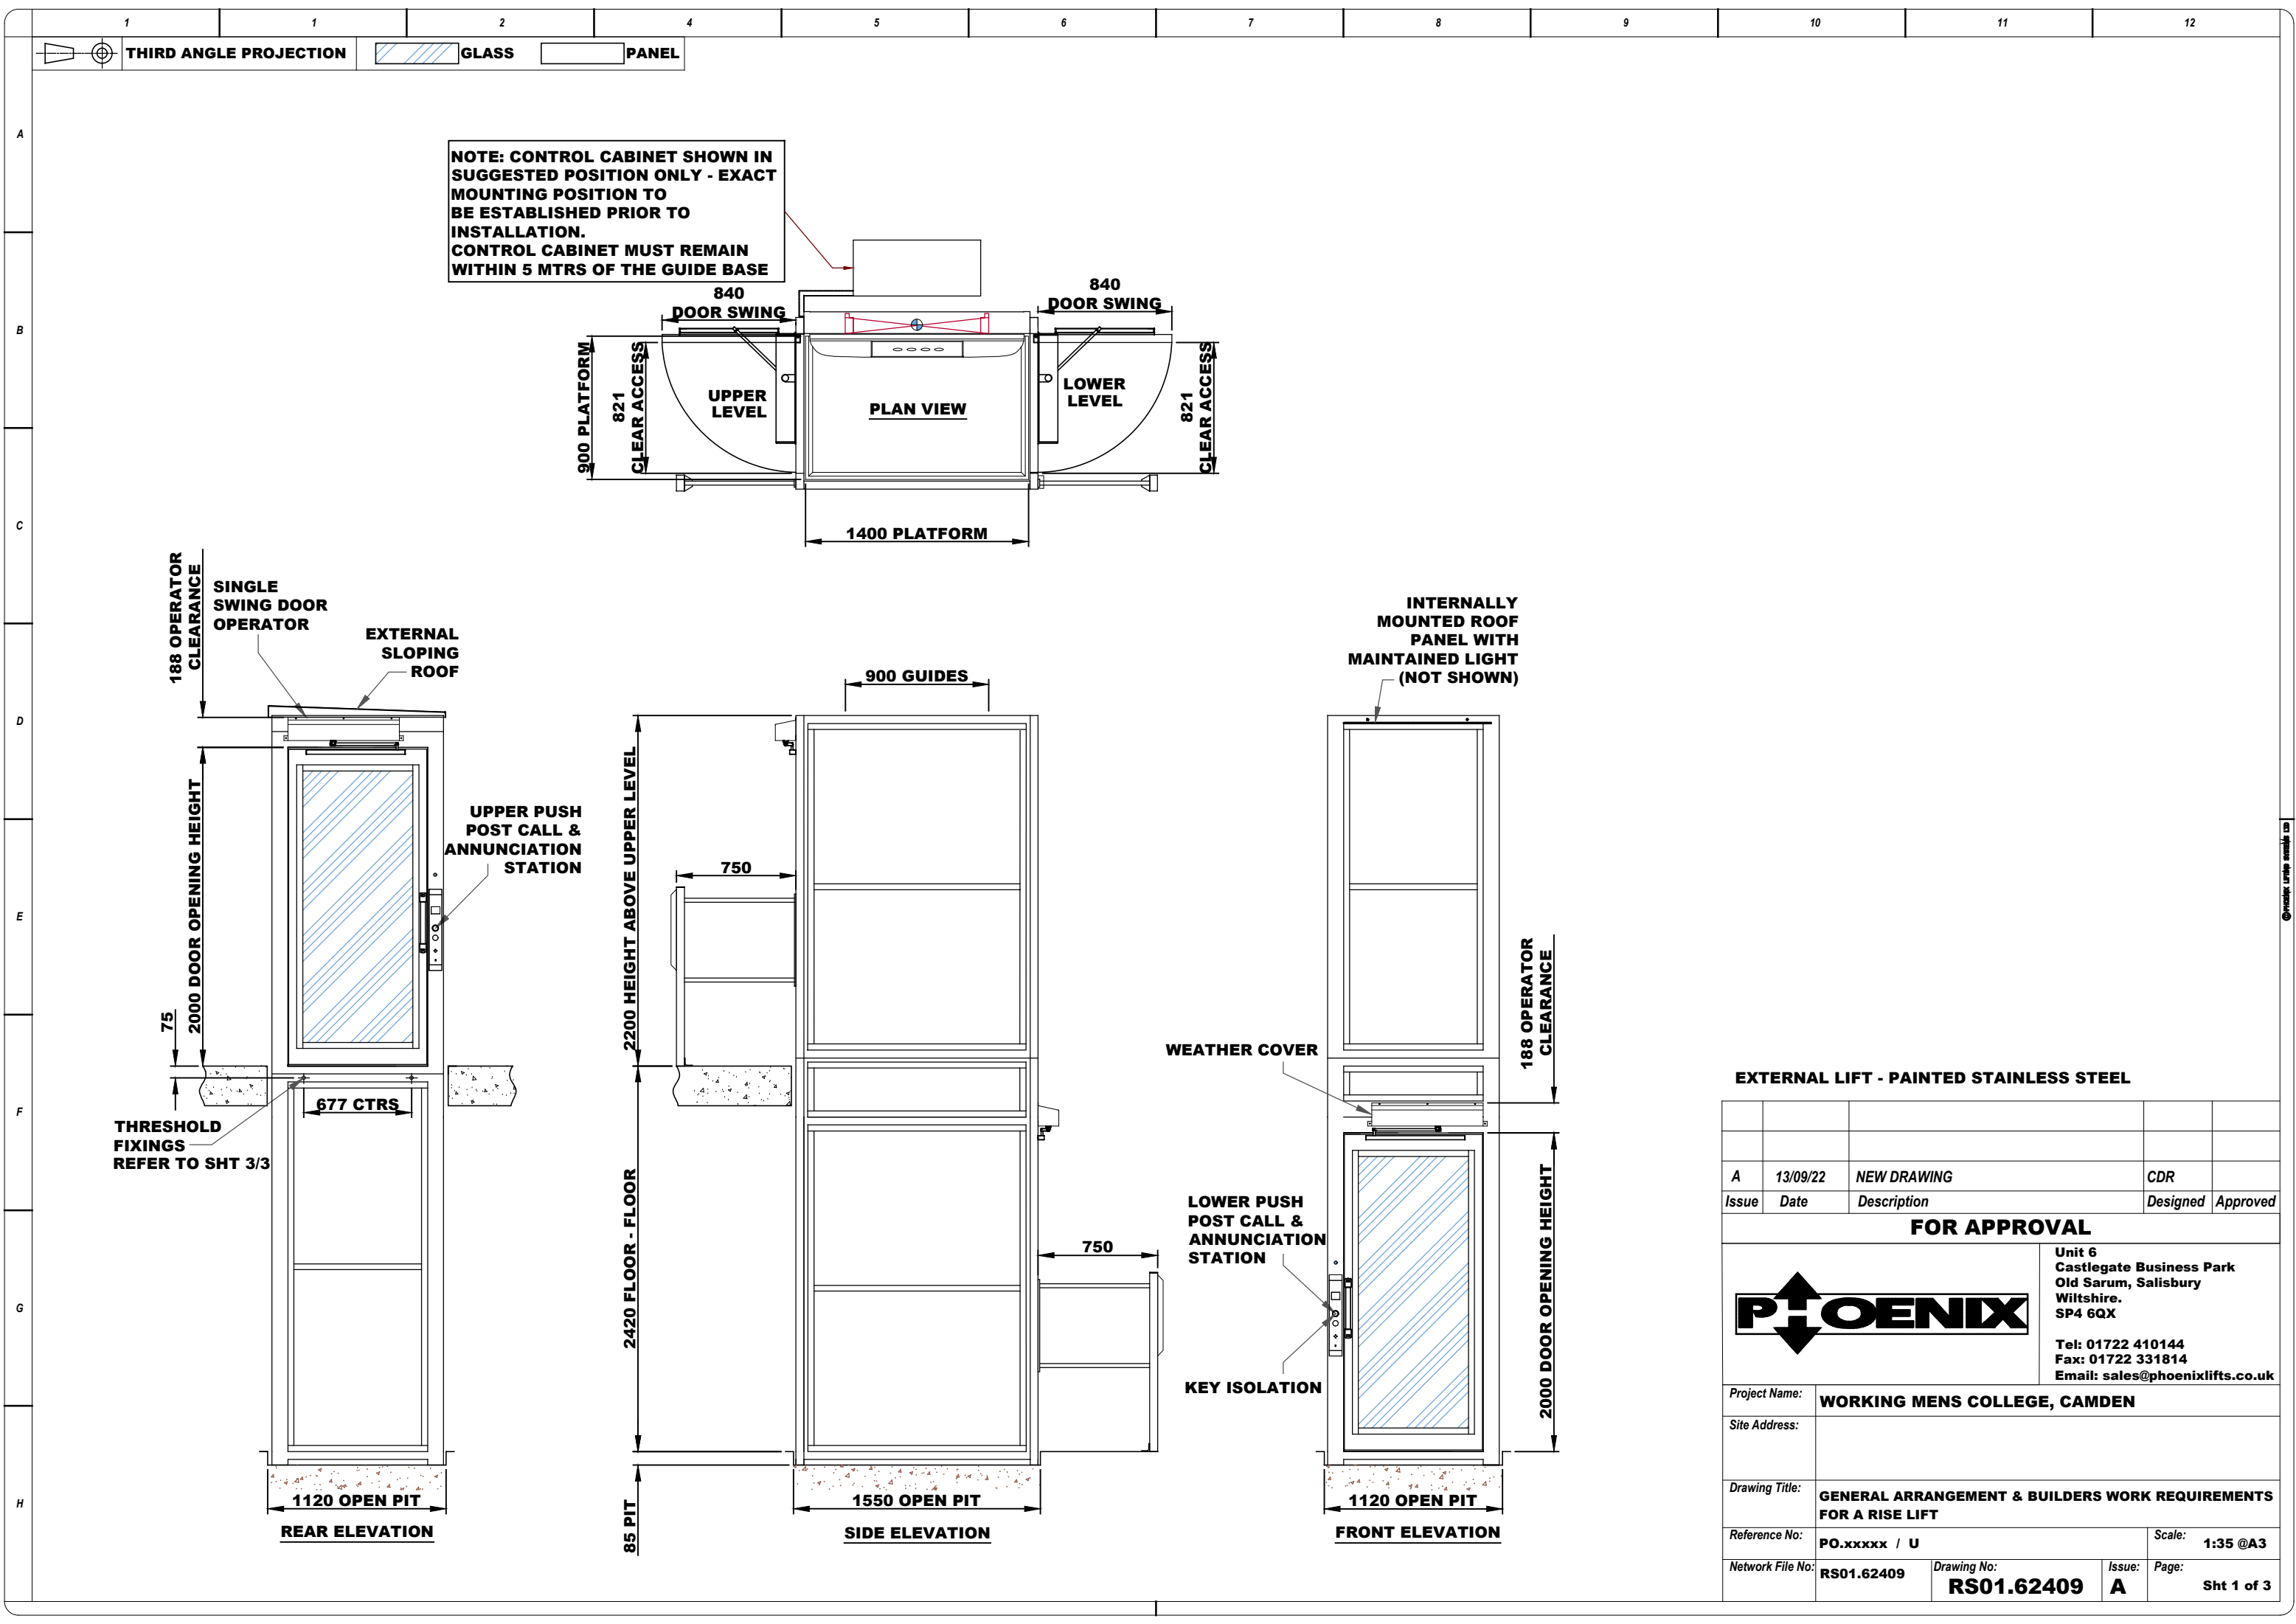 1 1 2 4 5 6 7 8 9 10 11 12
THIRD ANGLE PROJECTION
GLASS
PANEL
A
B
C
D
E
F
G
H
NOTE: CONTROL CABINET SHOWN IN
SUGGESTED POSITION ONLY - EXACT
MOUNTING POSITION TO
BE ESTABLISHED PRIOR TO
INSTALLATION.
CONTROL CABINET MUST REMAIN
WITHIN 5 MTRS OF THE GUIDE BASE
840
DOOR SWING
840
DOOR SWING
900 PLATFORM
821
CLEAR ACCESS
UPPER
LEVEL
PLAN VIEW
LOWER
LEVEL
821
CLEAR ACCESS
1400 PLATFORM
188 OPERATOR
CLEARANCE
SINGLE
SWING DOOR
OPERATOR
EXTERNAL
SLOPING
ROOF
2000 DOOR OPENING HEIGHT
UPPER PUSH
POST CALL &
ANNUNCIATION
STATION
75
677 CTRS
THRESHOLD
FIXINGS
REFER TO SHT 3/3
1120 OPEN PIT
REAR ELEVATION
900 GUIDES
2200 HEIGHT ABOVE UPPER LEVEL
750
2420 FLOOR - FLOOR
750
85 PIT
1550 OPEN PIT
SIDE ELEVATION
INTERNALLY
MOUNTED ROOF
PANEL WITH
MAINTAINED LIGHT
(NOT SHOWN)
188 OPERATOR
CLEARANCE
WEATHER COVER
LOWER PUSH
POST CALL &
ANNUNCIATION
STATION
2000 DOOR OPENING HEIGHT
KEY ISOLATION
1120 OPEN PIT
FRONT ELEVATION
© PHOENIX LIFTING SYSTEMS LTD
EXTERNAL LIFT - PAINTED STAINLESS STEEL
A 13/09/22 NEW DRAWING CDR
Issue Date Description Designed Approved
FOR APPROVAL
PHOENIX
Unit 6
Castlegate Business Park
Old Sarum, Salisbury
Wiltshire.
SP4 6QX
Tel: 01722 410144
Fax: 01722 331814
Email: sales@phoenixlifts.co.uk
Project Name: WORKING MENS COLLEGE, CAMDEN
Site Address:
Drawing Title: GENERAL ARRANGEMENT & BUILDERS WORK REQUIREMENTS
FOR A RISE LIFT
Reference No: PO.xxxxx / U
Scale: 1:35 @A3
Network File No: RS01.62409
Drawing No: RS01.62409
Issue: A
Page: Sht 1 of 3